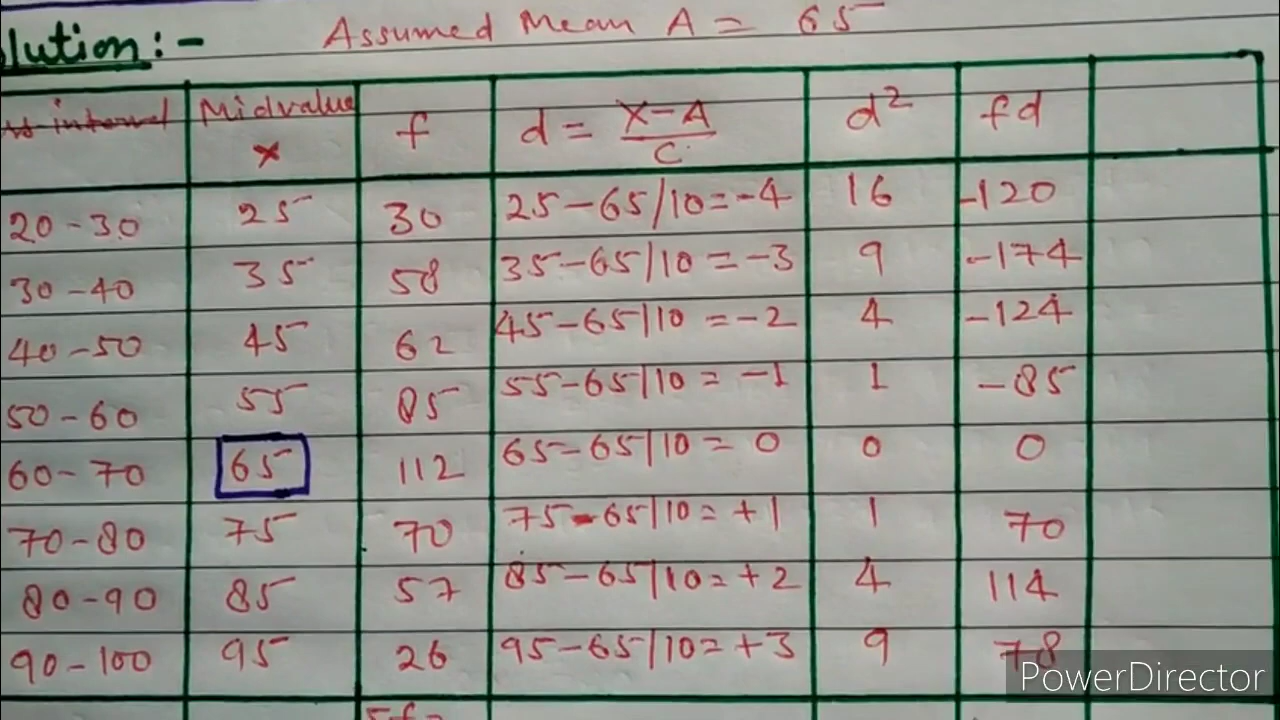 lution:- Assumed Mean A = 65
interval Midvalue x f d = X-A/C d² fd
20-30 25 30 25-65/10=-4 16 -120
30-40 35 58 35-65/10=-3 9 -174
40-50 45 62 45-65/10=-2 4 -124
50-60 55 85 55-65/10=-1 1 -85
60-70 65 112 65-65/10=0 0 0
70-80 75 70 75-65/10=+1 1 70
80-90 85 57 85-65/10=+2 4 114
90-100 95 26 95-65/10=+3 9 78
PowerDirector